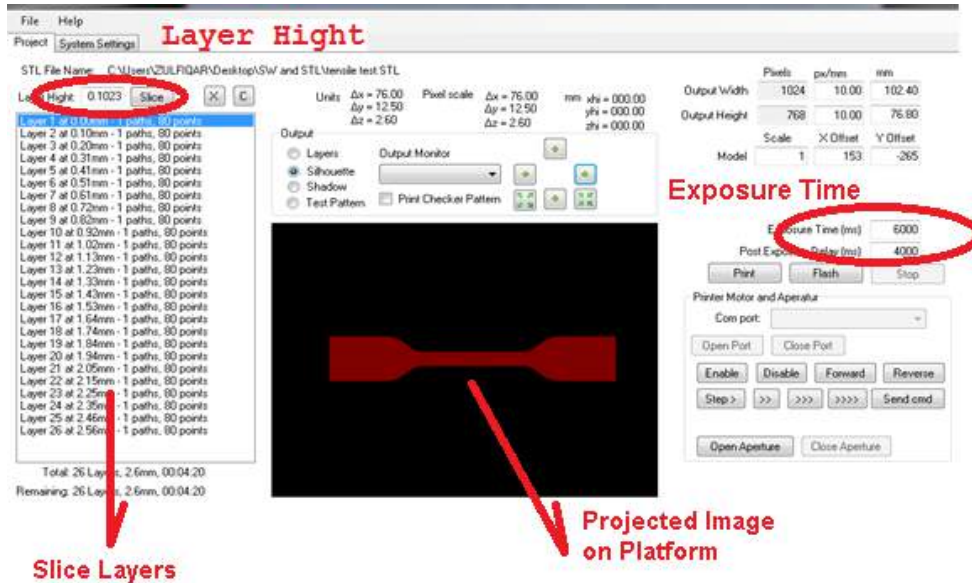 File Help
Project System Settings
Layer Hight
STL File Name: C:\Users\ZULFIQAR\Desktop\SW and STL\tensile test.STL
Layer Hight: 0.1023 Slice X C
Layer 1 at 0.00mm - 1 paths, 80 points
Layer 2 at 0.10mm - 1 paths, 80 points
Layer 3 at 0.20mm - 1 paths, 80 points
Layer 4 at 0.31mm - 1 paths, 80 points
Layer 5 at 0.41mm - 1 paths, 80 points
Layer 6 at 0.51mm - 1 paths, 80 points
Layer 7 at 0.61mm - 1 paths, 80 points
Layer 8 at 0.72mm - 1 paths, 80 points
Layer 9 at 0.82mm - 1 paths, 80 points
Layer 10 at 0.92mm - 1 paths, 80 points
Layer 11 at 1.02mm - 1 paths, 80 points
Layer 12 at 1.13mm - 1 paths, 80 points
Layer 13 at 1.23mm - 1 paths, 80 points
Layer 14 at 1.33mm - 1 paths, 80 points
Layer 15 at 1.43mm - 1 paths, 80 points
Layer 16 at 1.53mm - 1 paths, 80 points
Layer 17 at 1.64mm - 1 paths, 80 points
Layer 18 at 1.74mm - 1 paths, 80 points
Layer 19 at 1.84mm - 1 paths, 80 points
Layer 20 at 1.94mm - 1 paths, 80 points
Layer 21 at 2.05mm - 1 paths, 80 points
Layer 22 at 2.15mm - 1 paths, 80 points
Layer 23 at 2.25mm - 1 paths, 80 points
Layer 24 at 2.35mm - 1 paths, 80 points
Layer 25 at 2.46mm - 1 paths, 80 points
Layer 26 at 2.56mm - 1 paths, 80 points
Total: 26 Layers, 2.6mm, 00:04:20
Remaining: 26 Layers, 2.6mm, 00:04:20
Slice Layers
Units Δx = 76.00 Pixel scale Δx = 76.00 mm xhi = 000.00
Δy = 12.50 Δy = 12.50 yhi = 000.00
Δz = 2.60 Δz = 2.60 zhi = 000.00
Output
Layers Output Monitor
Silhouette
Shadow
Test Pattern Print Checker Pattern
Projected Image
on Platform
Pixels px/mm mm
Output Width 1024 10.00 102.40
Output Height 768 10.00 76.80
Scale X Offset Y Offset
Model 1 153 -265
Exposure Time
Exposure Time (ms) 6000
Post Exposure Delay (ms) 4000
Print Flash Stop
Printer Motor and Aperatur
Com port:
Open Port Close Port
Enable Disable Forward Reverse
Step > >> >>> >>>> Send cmd
Open Aperture Close Aperture